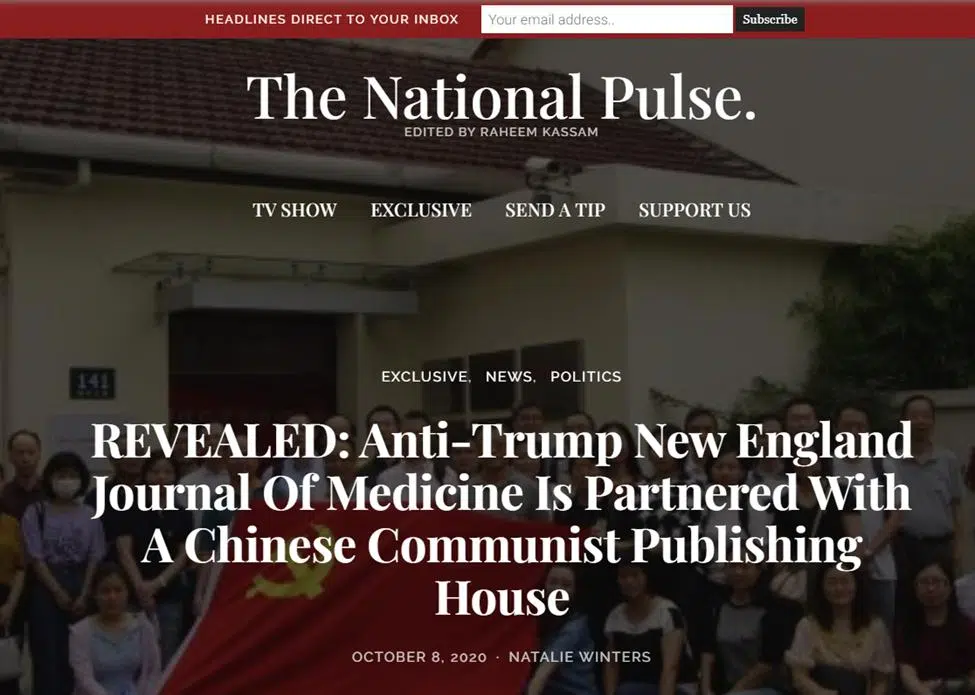 HEADLINES DIRECT TO YOUR INBOX Your email address.. Subscribe
The National Pulse.
EDITED BY RAHEEM KASSAM
TV SHOW EXCLUSIVE SEND A TIP SUPPORT US
EXCLUSIVE, NEWS, POLITICS
141
REVEALED: Anti-Trump New England
Journal Of Medicine Is Partnered With
A Chinese Communist Publishing
House
OCTOBER 8, 2020 · NATALIE WINTERS